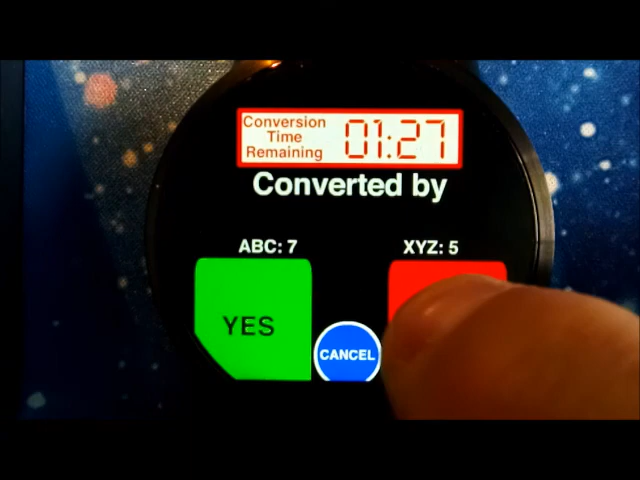 Conversion
Time
Remaining
01:27
Converted by
ABC: 7
XYZ: 5
YES
CANCEL